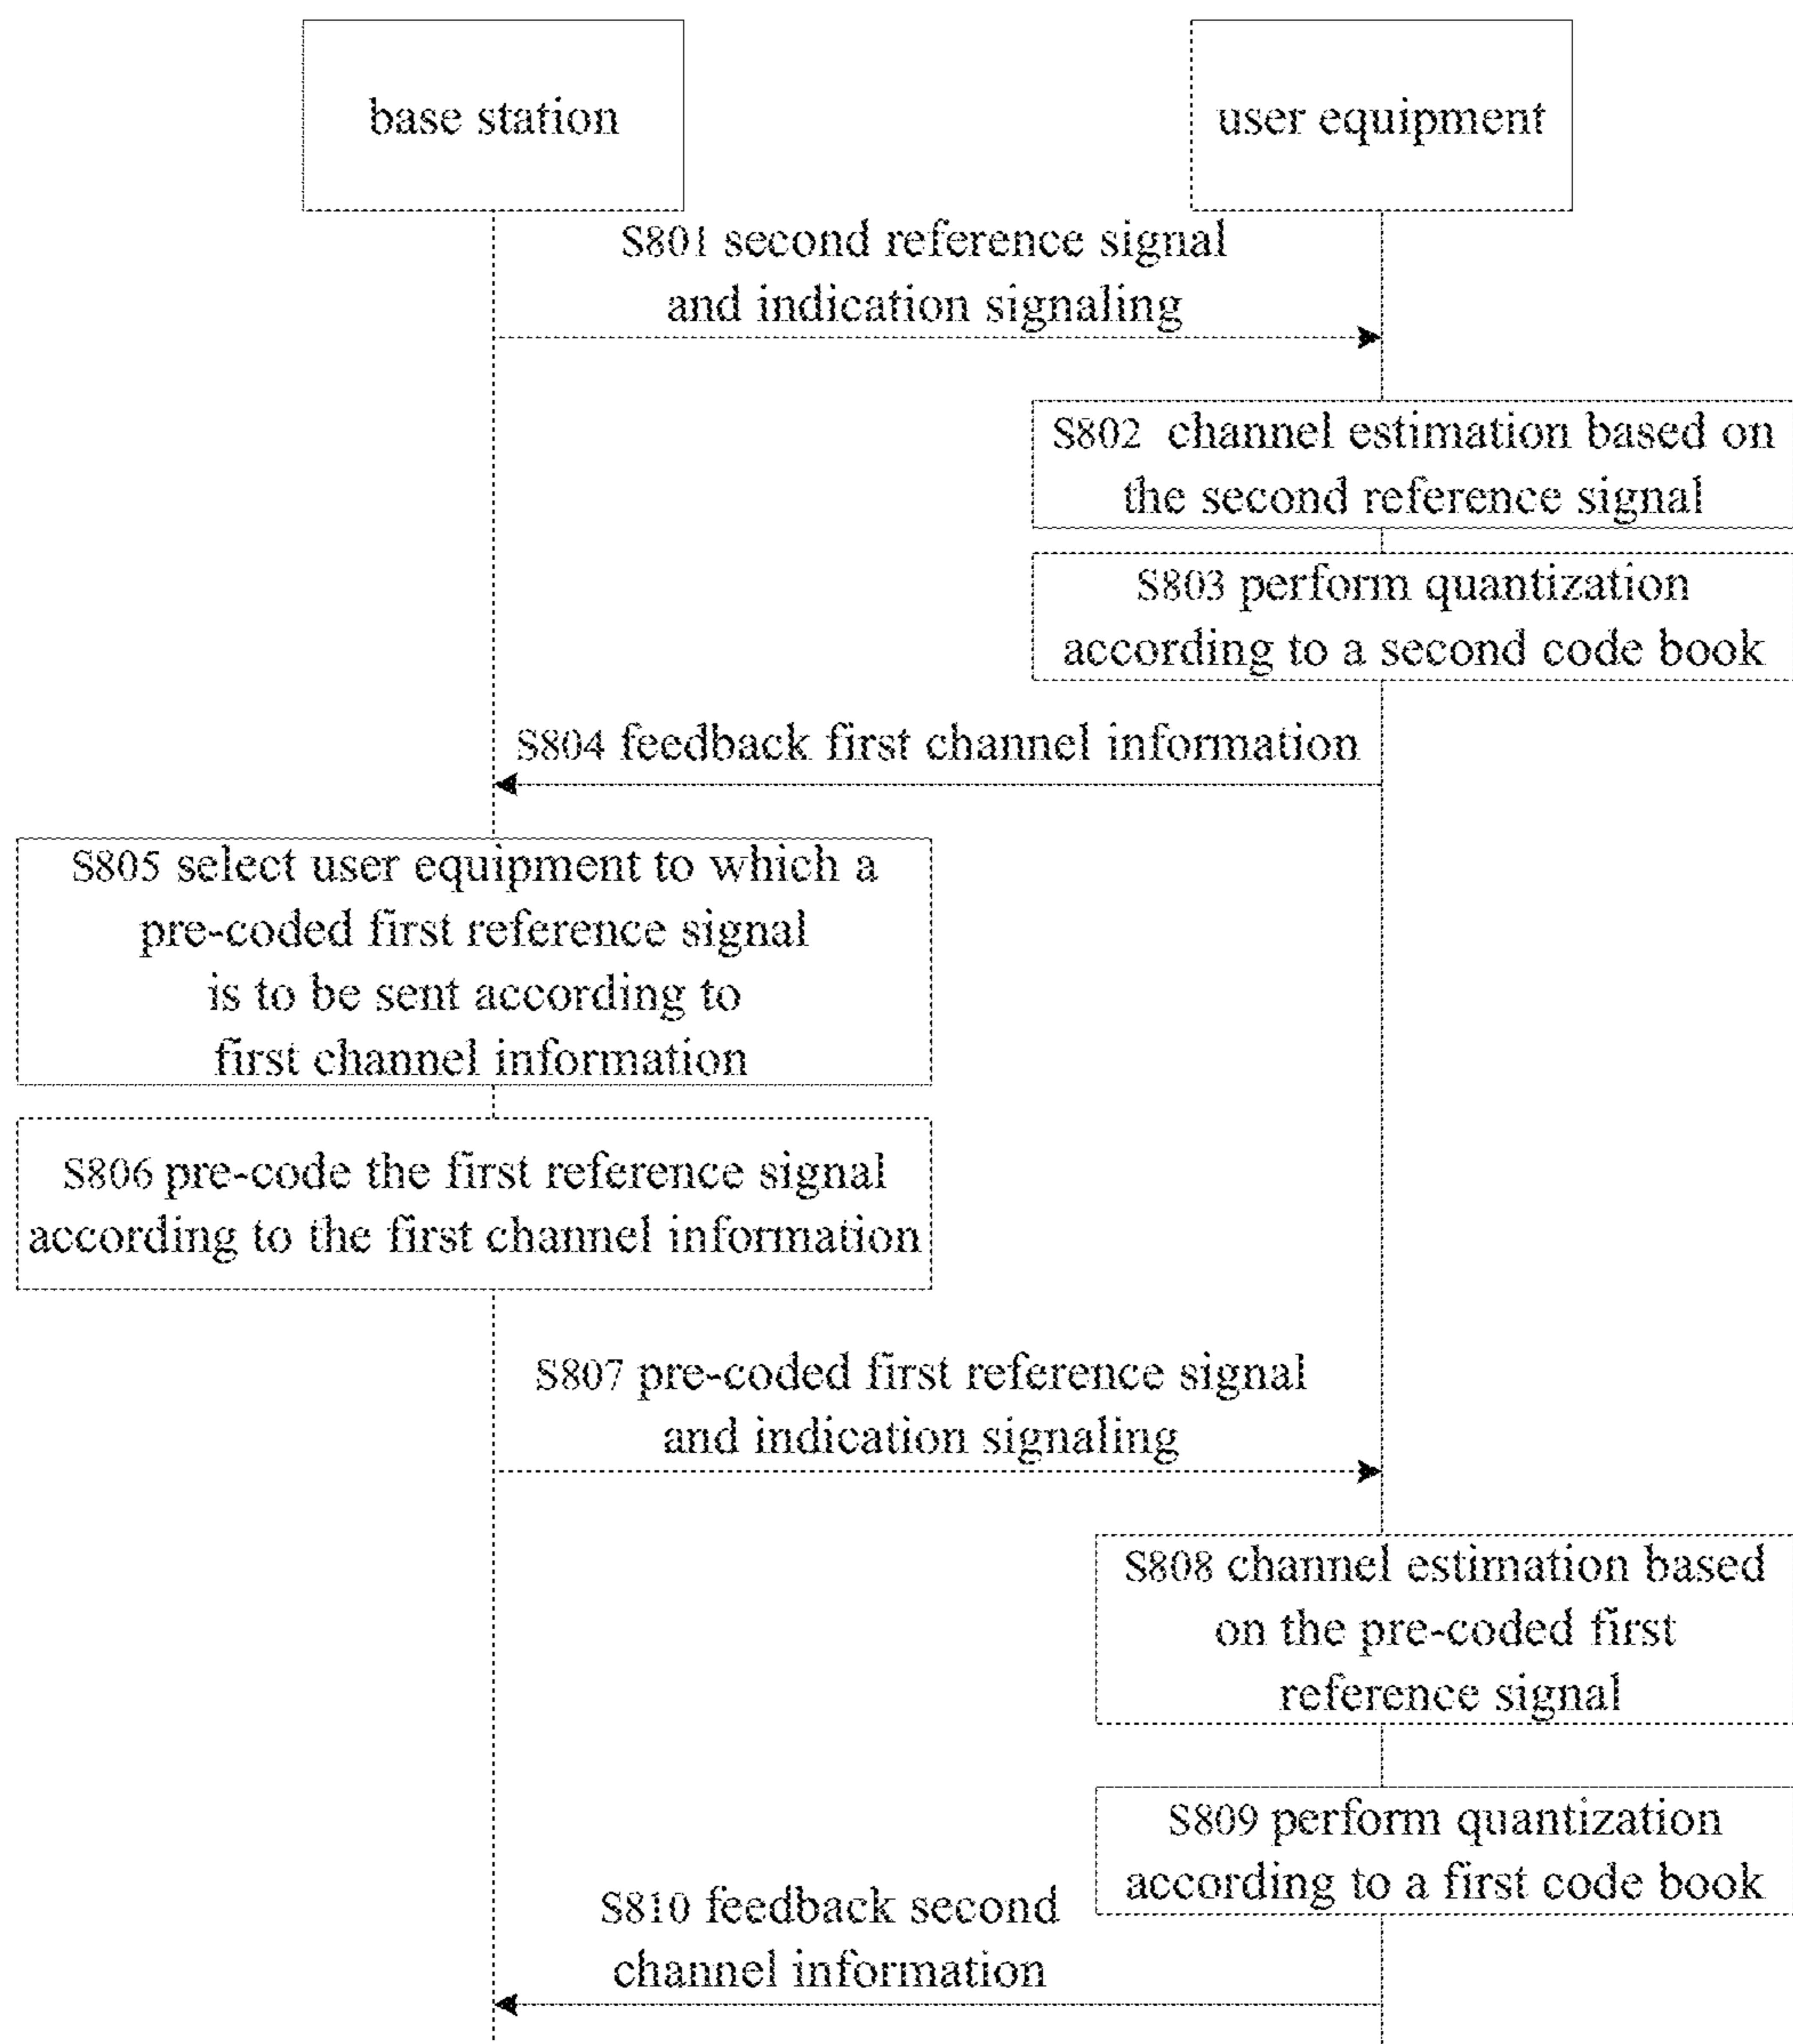 base station
user equipment
S801 second reference signal
and indication signaling
S802 channel estimation based on
the second reference signal
S803 perform quantization
according to a second code book
S804 feedback first channel information
S805 select user equipment to which a
pre-coded first reference signal
is to be sent according to
first channel information
S806 pre-code the first reference signal
according to the first channel information
S807 pre-coded first reference signal
and indication signaling
S808 channel estimation based
on the pre-coded first
reference signal
S809 perform quantization
according to a first code book
S810 feedback second
channel information